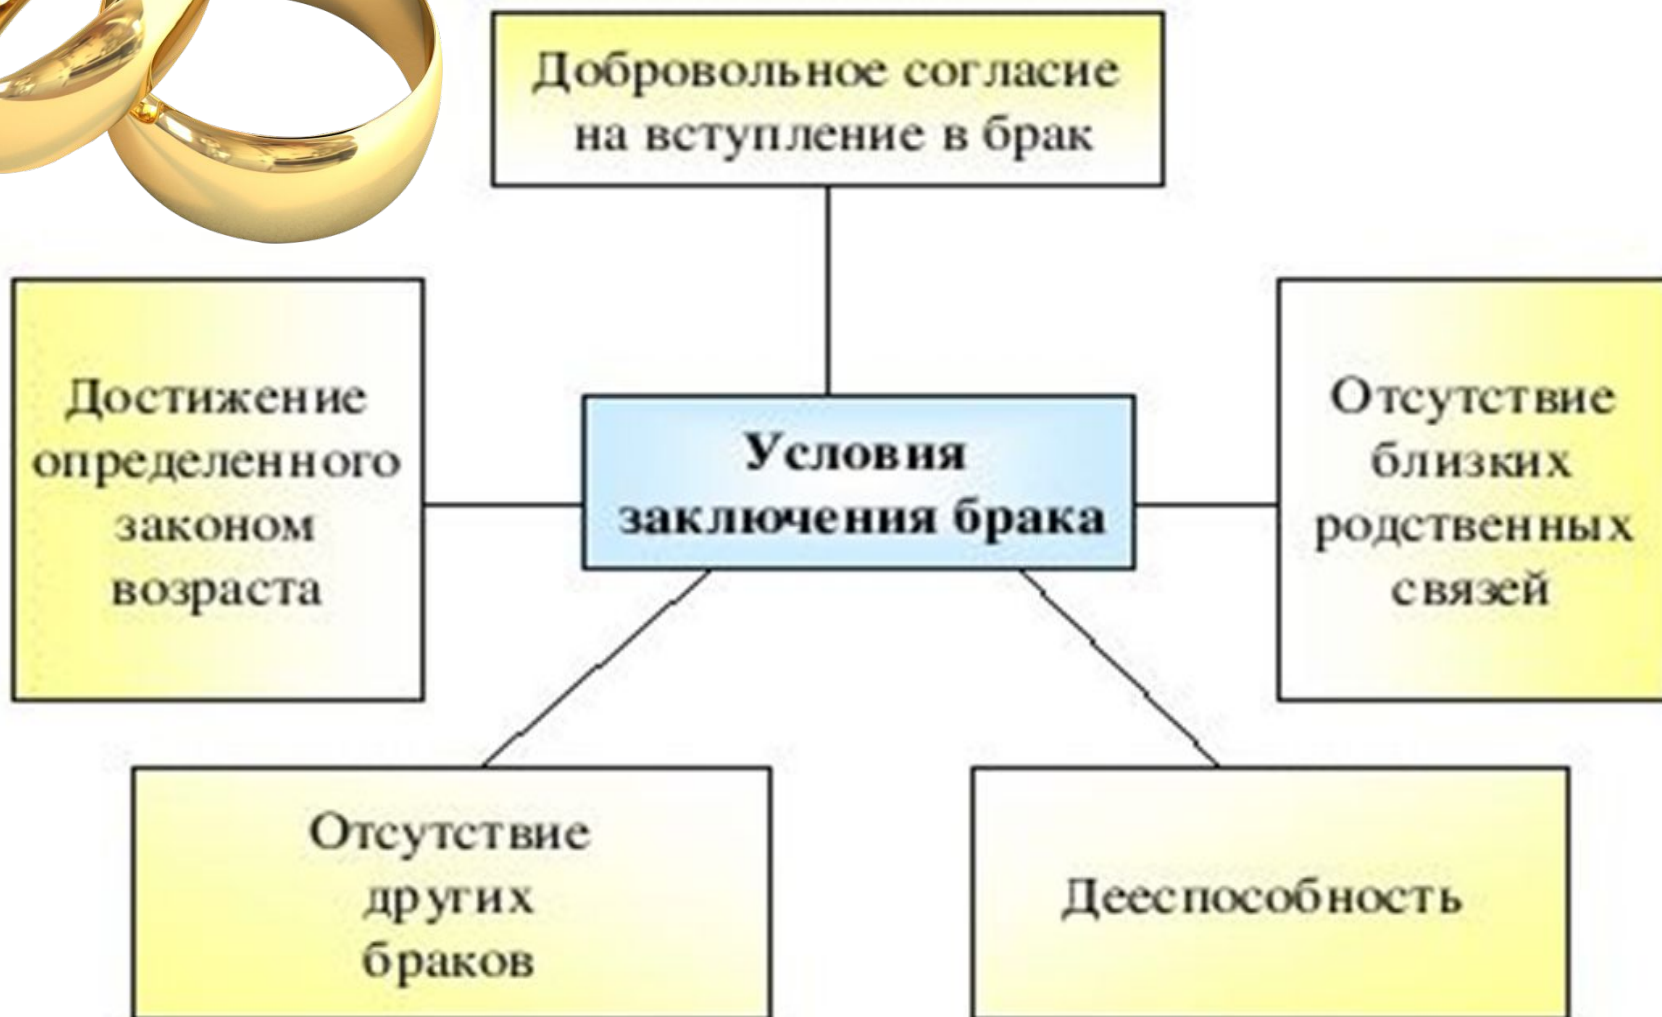 Добровольное согласие
на вступление в брак
Достижение
определенного
законом
возраста
Условия
заключения брака
Отсутствие
близких
родственных
связей
Отсутствие
других
браков
Дееспособность